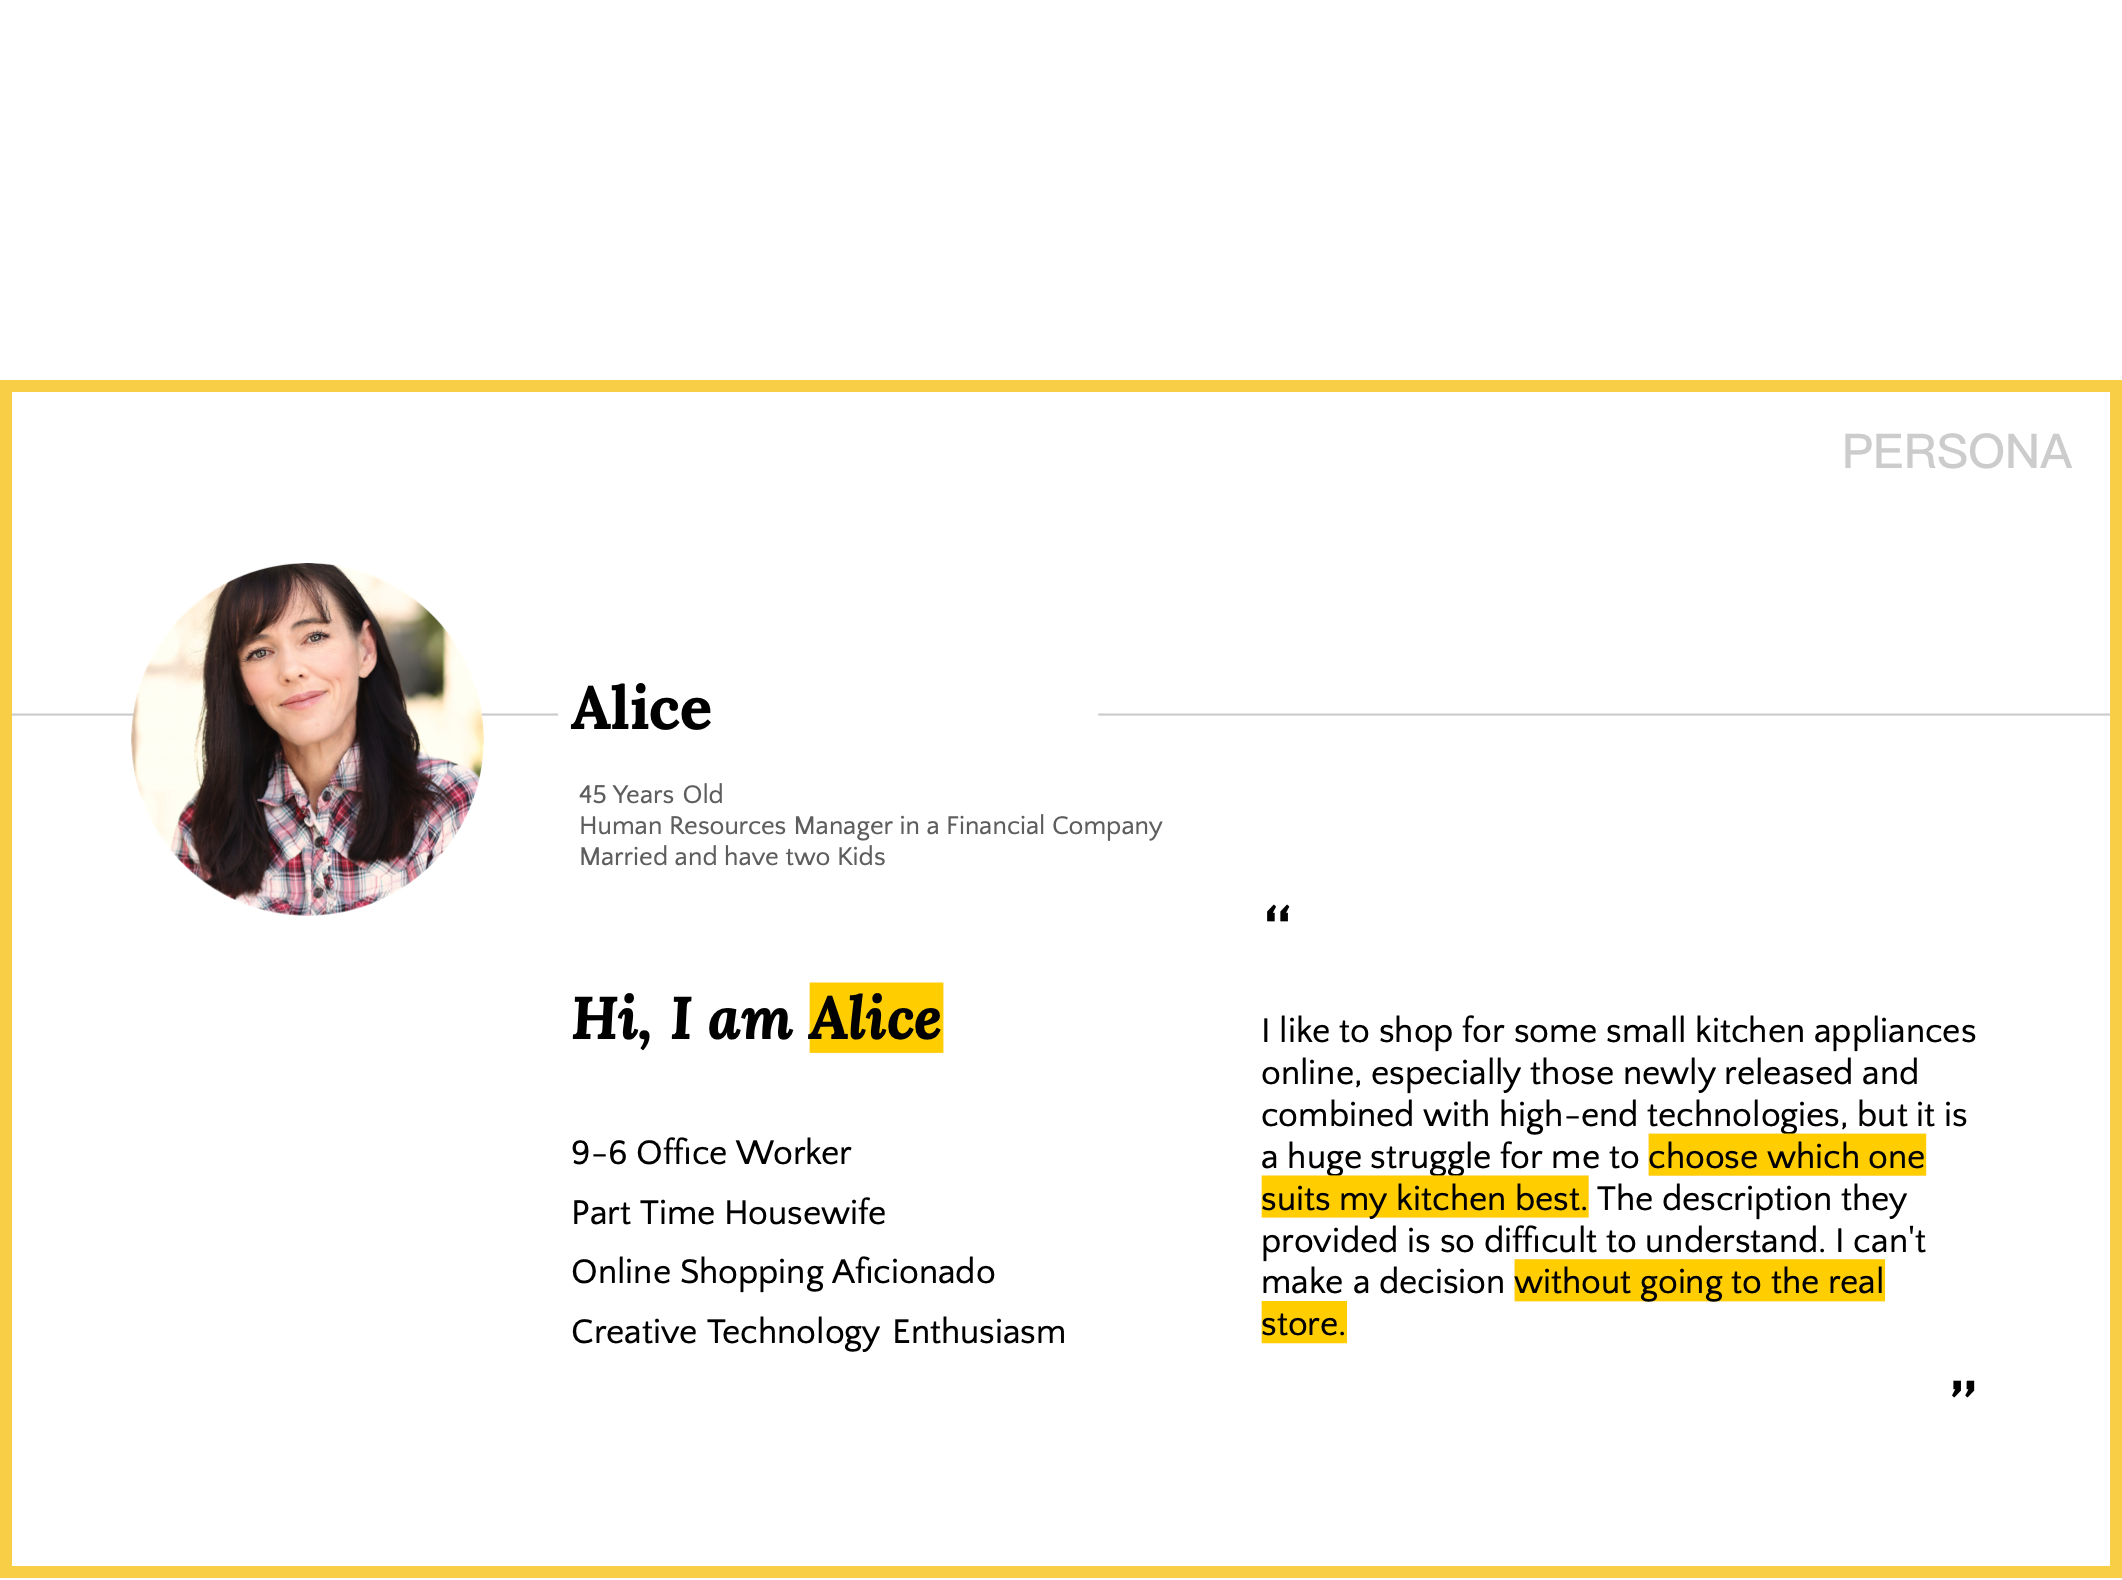 PERSONA
Alice
45 Years Old
Human Resources Manager in a Financial Company
Married and have two Kids
Hi, I am Alice
9-6 Office Worker
Part Time Housewife
Online Shopping Aficionado
Creative Technology Enthusiasm
“
I like to shop for some small kitchen appliances
online, especially those newly released and
combined with high-end technologies, but it is
a huge struggle for me to choose which one
suits my kitchen best. The description they
provided is so difficult to understand. I can't
make a decision without going to the real
store.
”